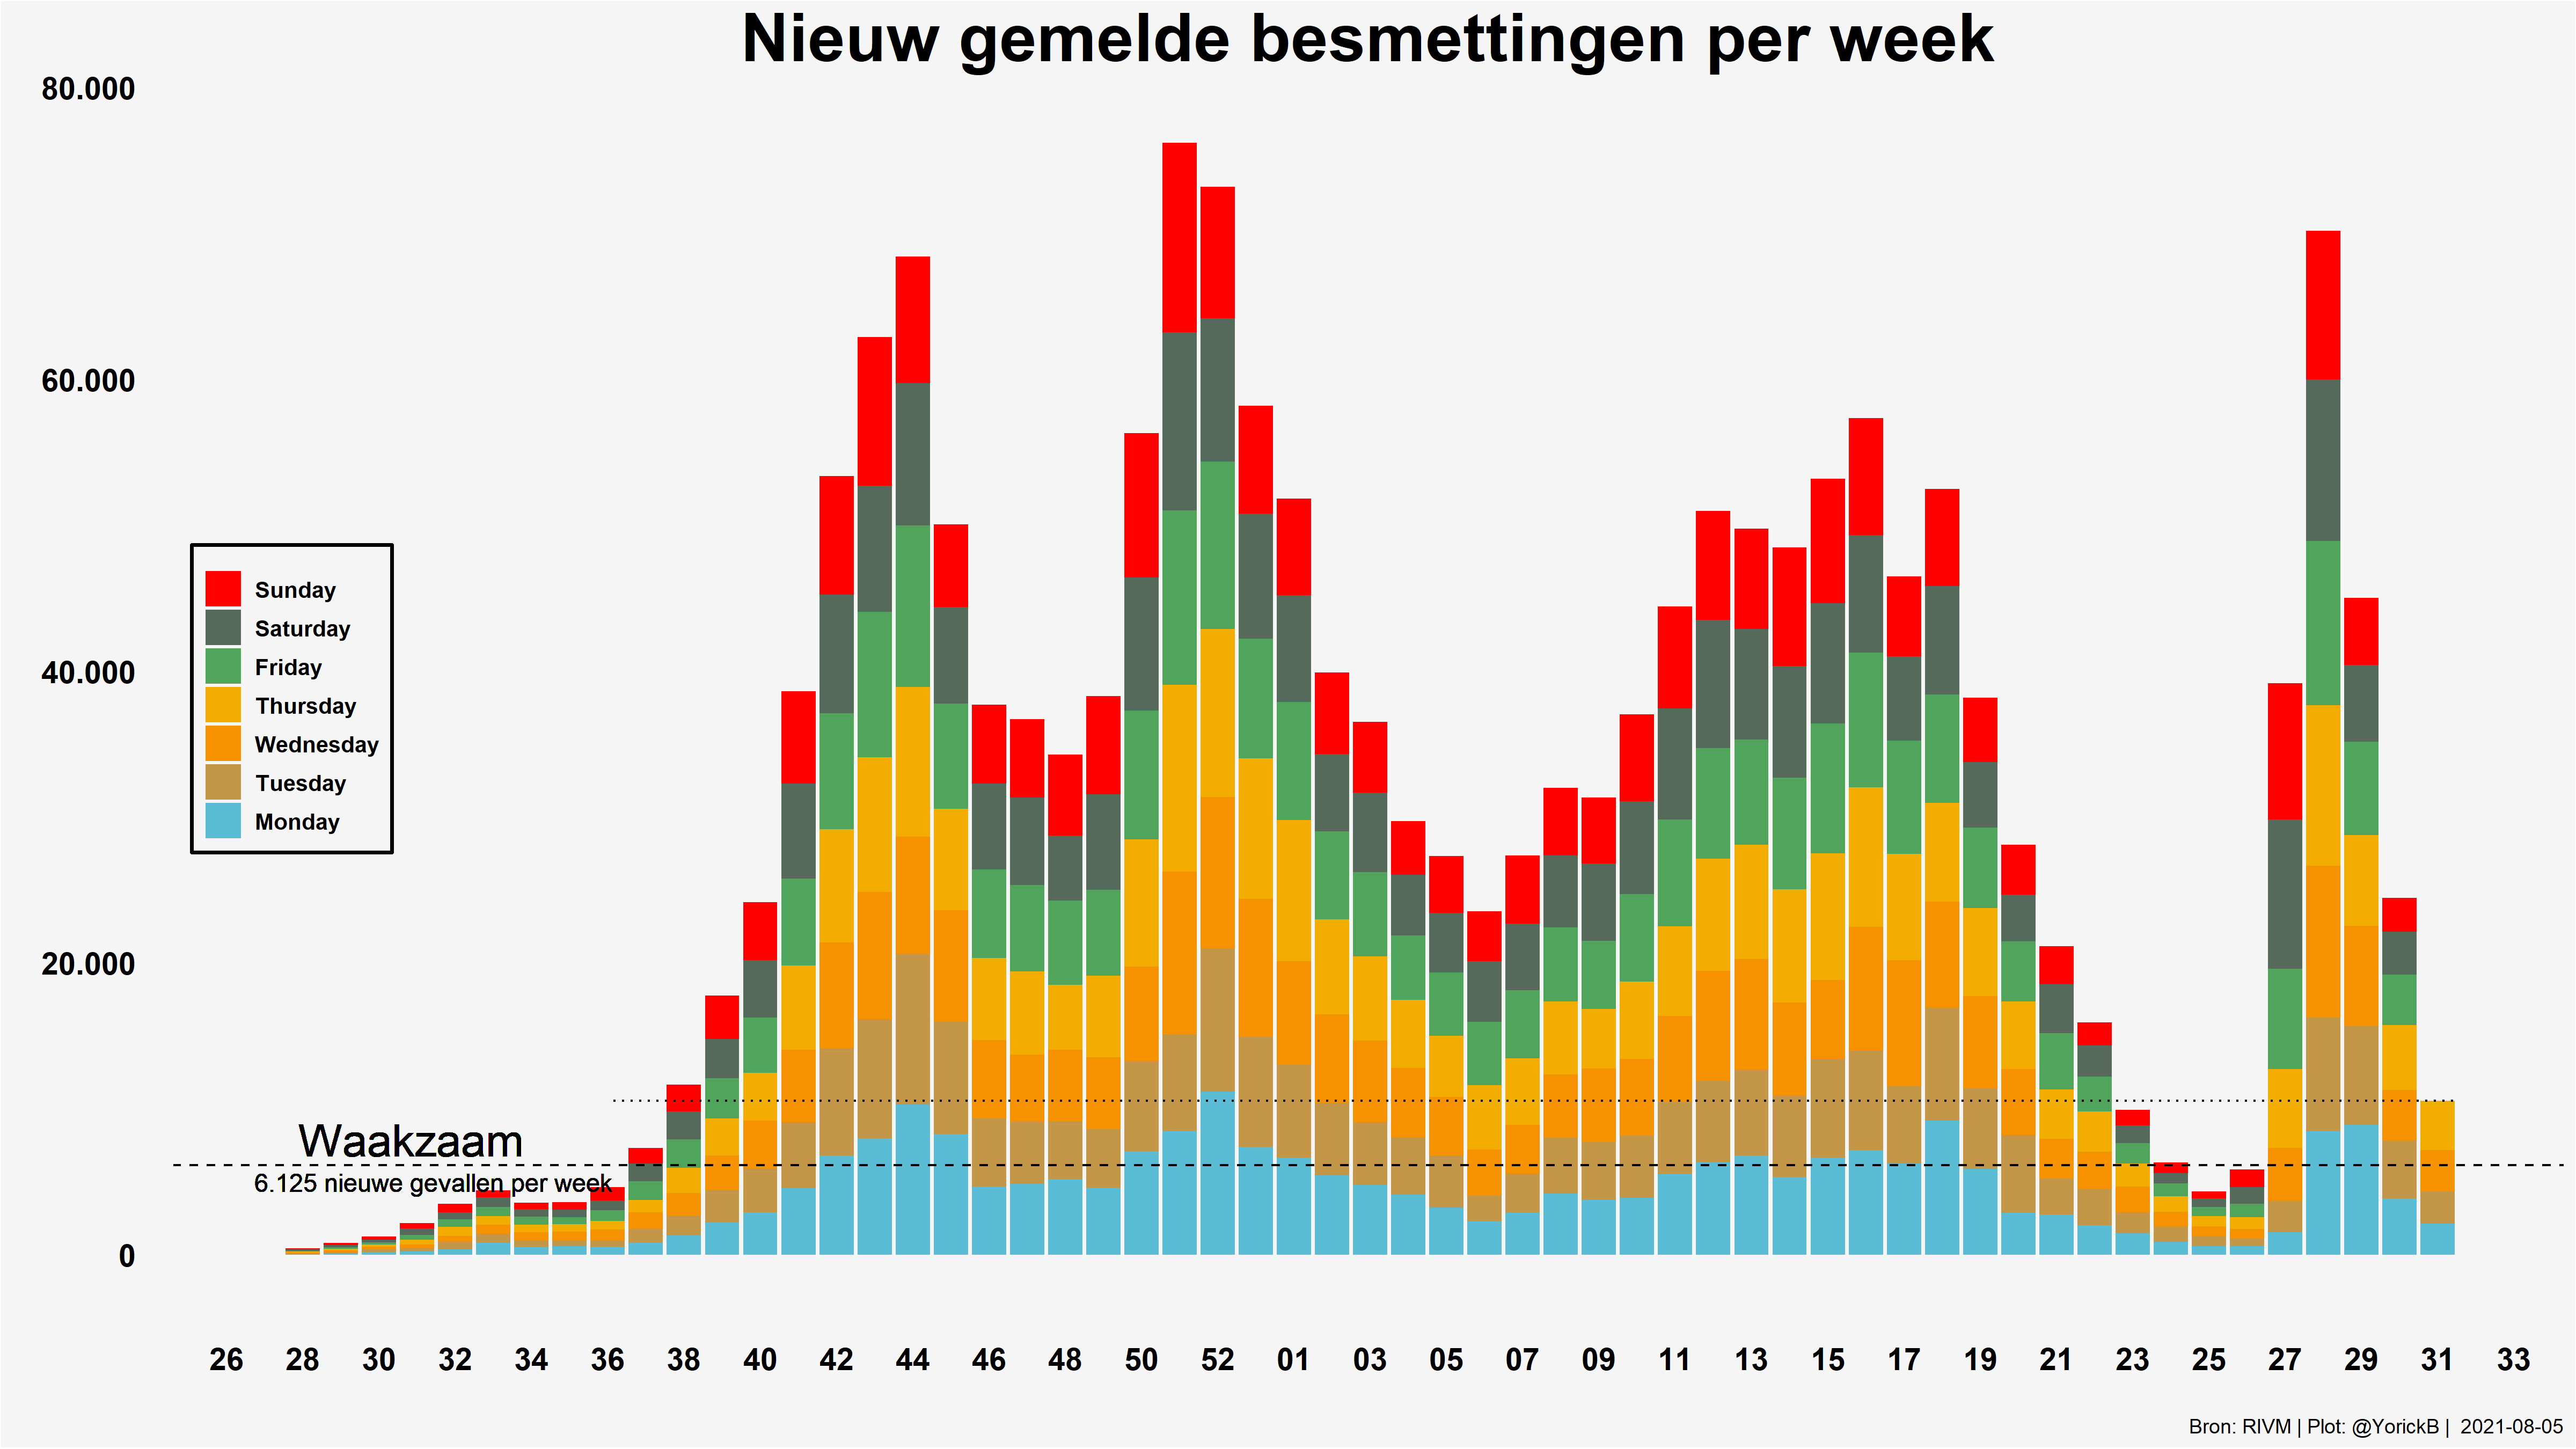 Nieuw gemelde besmettingen per week
80.000
60.000
40.000
20.000
0
Sunday
Saturday
Friday
Thursday
Wednesday
Tuesday
Monday
Waakzaam
6.125 nieuwe gevallen per week
26 28 30 32 34 36 38 40 42 44 46 48 50 52 01 03 05 07 09 11 13 15 17 19 21 23 25 27 29 31 33
Bron: RIVM | Plot: @YorickB | 2021-08-05